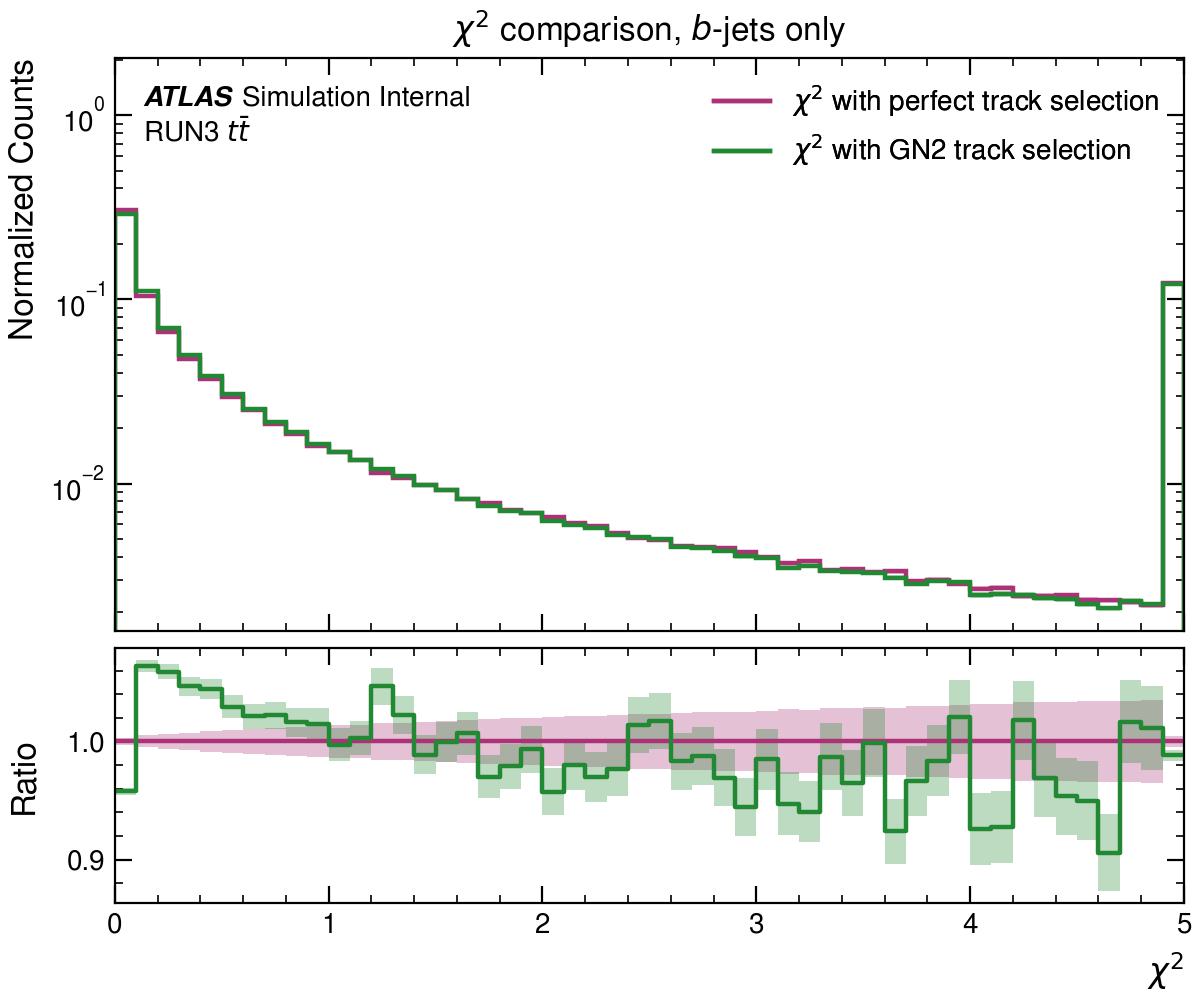 χ² comparison, b-jets only
ATLAS Simulation Internal
RUN3 tt̄
χ² with perfect track selection
χ² with GN2 track selection
Normalized Counts
10⁰
10⁻¹
10⁻²
Ratio
1.0
0.9
0 1 2 3 4 5
χ²